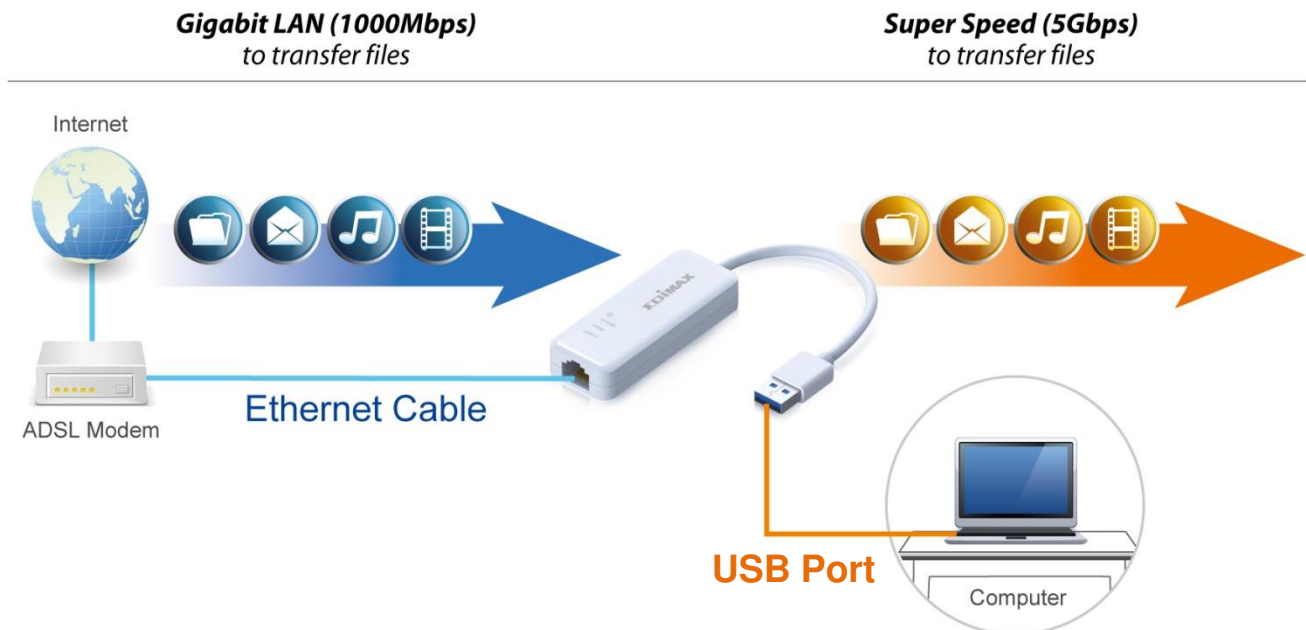 Gigabit LAN (1000Mbps)
to transfer files
Super Speed (5Gbps)
to transfer files
Internet
EDIMAX
ADSL Modem
Ethernet Cable
USB Port
Computer